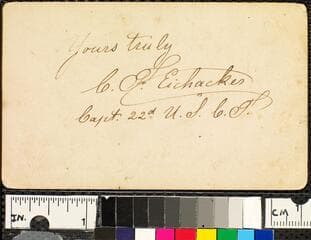 Yours truly
C. F. Eichacker
Capt. 22d U. S. C. T.
IN. 1 CM